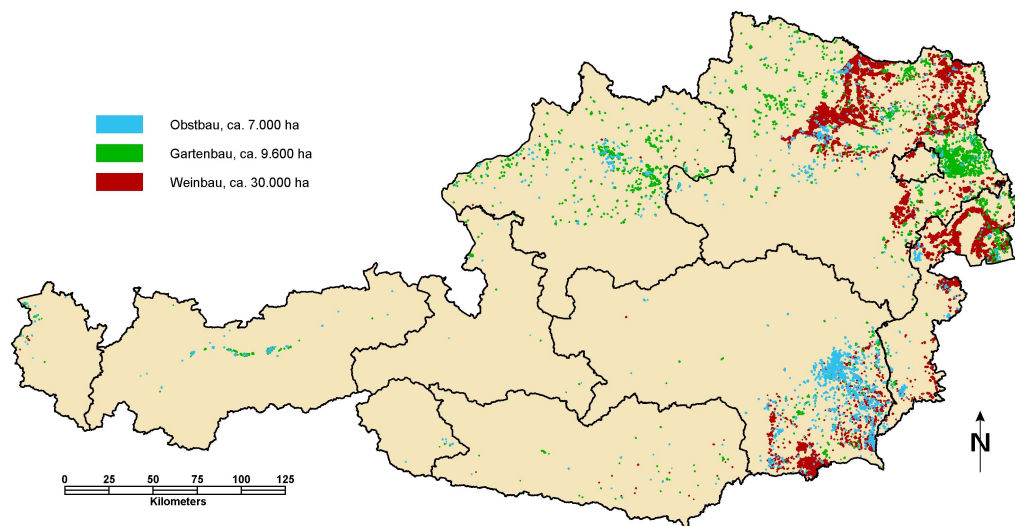 Obstbau, ca. 7.000 ha
Gartenbau, ca. 9.600 ha
Weinbau, ca. 30.000 ha
N
0 25 50 75 100 125
Kilometers